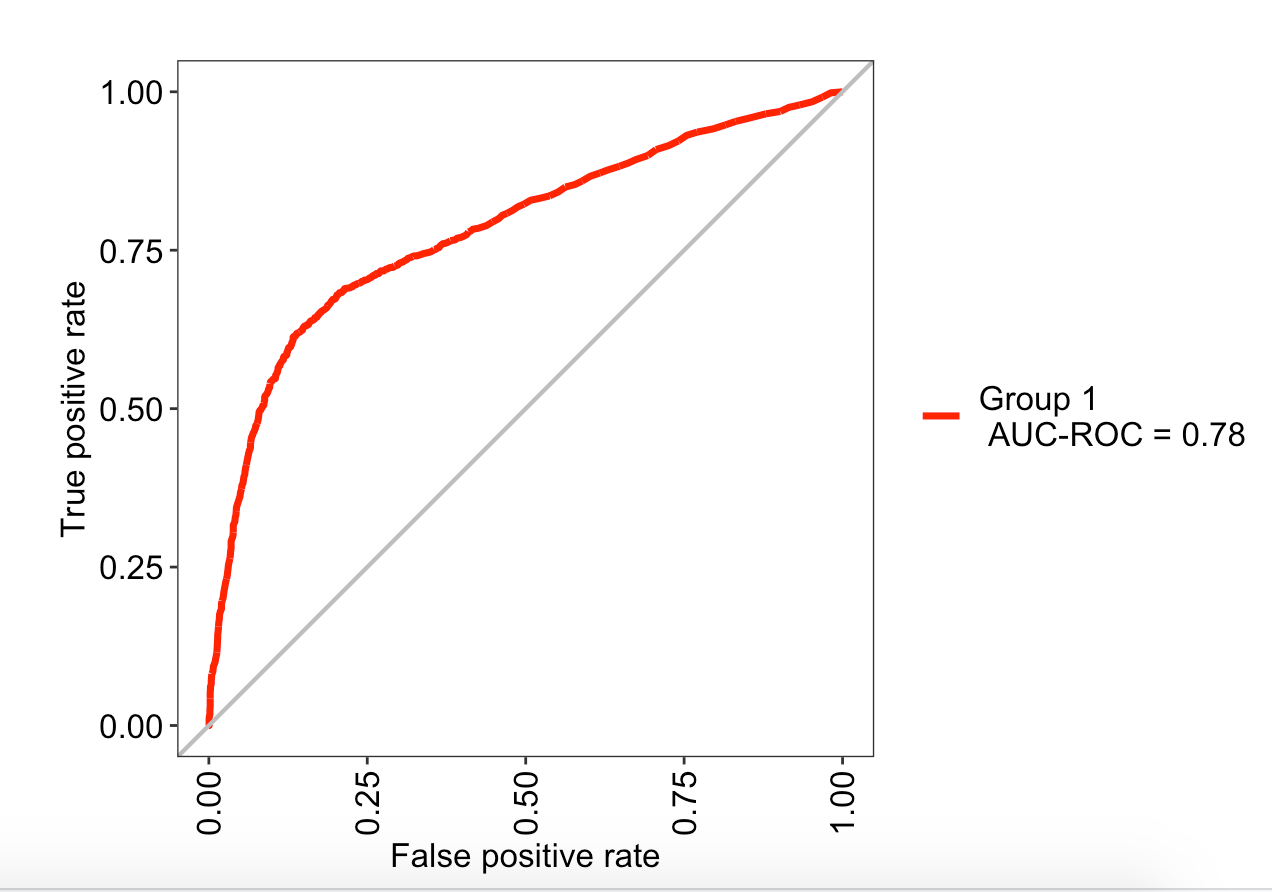 1.00
0.75
0.50
0.25
0.00
True positive rate
0.00
0.25
0.50
0.75
1.00
False positive rate
Group 1
AUC-ROC = 0.78